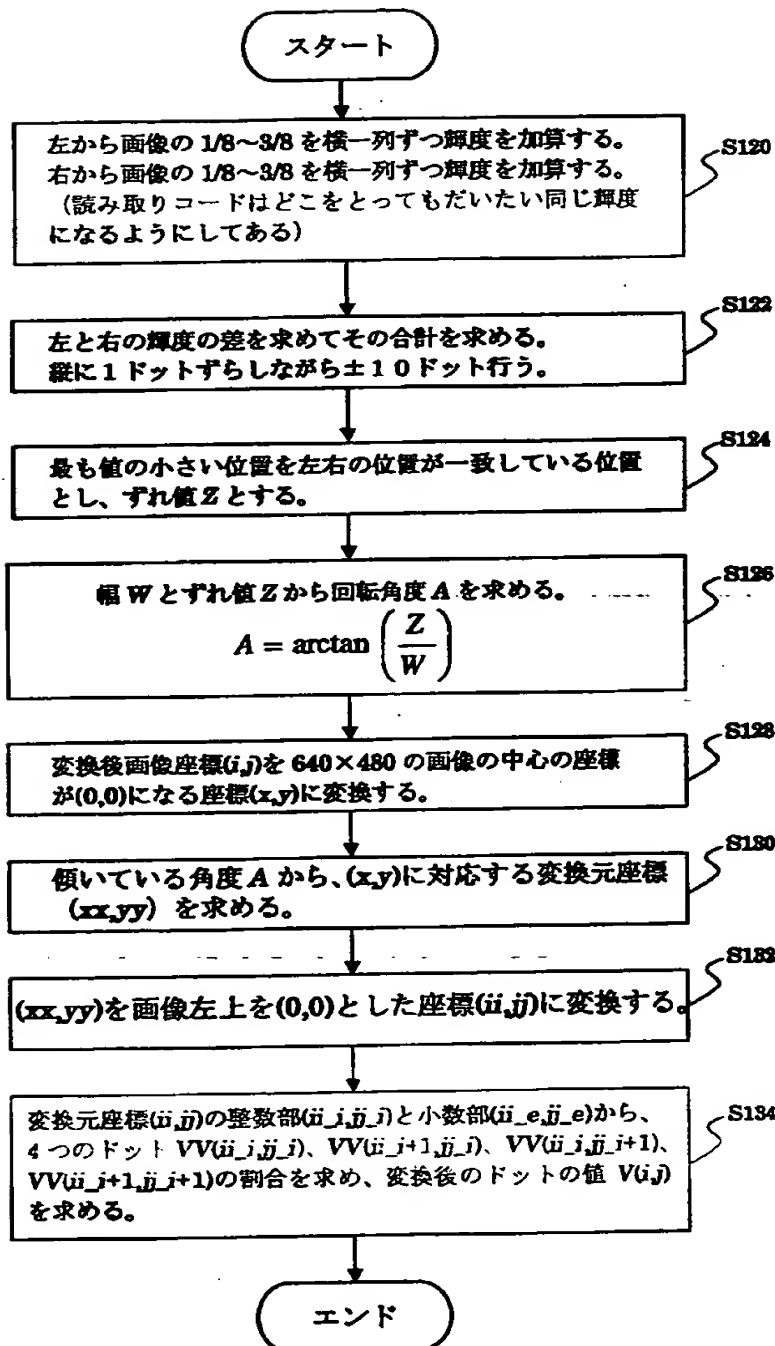 スタート
左から画像の 1/8〜3/8 を横一列ずつ輝度を加算する。
右から画像の 1/8〜3/8 を横一列ずつ輝度を加算する。
(読み取りコードはどこをとってもだいたい同じ輝度
になるようにしてある)
S120
左と右の輝度の差を求めてその合計を求める。
縦に1ドットずらしながら±10ドット行う。
S122
最も値の小さい位置を左右の位置が一致している位置
とし、ずれ値 Z とする。
S124
幅 W とずれ値 Z から回転角度 A を求める。
A = arctan (Z/W)
S126
変換後画像座標(i,j)を 640×480 の画像の中心の座標
が(0,0)になる座標(x,y)に変換する。
S128
傾いている角度 A から、(x,y)に対応する変換元座標
(xx,yy) を求める。
S130
(xx,yy)を画像左上を(0,0)とした座標(ii,jj)に変換する。
S132
変換元座標(ii,jj)の整数部(ii_i,jj_i)と小数部(ii_e,jj_e)から、
4 つのドット VV(ii_i,jj_i)、VV(ii_i+1,jj_i)、VV(ii_i,jj_i+1)、
VV(ii_i+1,jj_i+1)の割合を求め、変換後のドットの値 V(i,j)
を求める。
S134
エンド